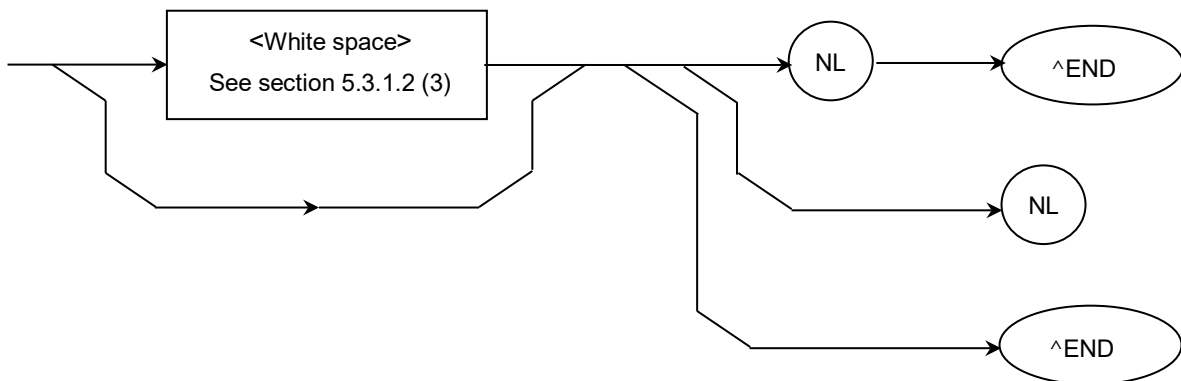 <White space>
See section 5.3.1.2 (3)
NL
^END
NL
^END